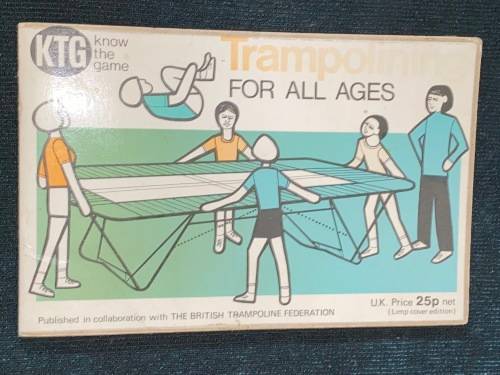 KTG
know
the
game
Trampolining
FOR ALL AGES
U.K. Price 25p net
(Limp cover edition)
Published in collaboration with THE BRITISH TRAMPOLINE FEDERATION